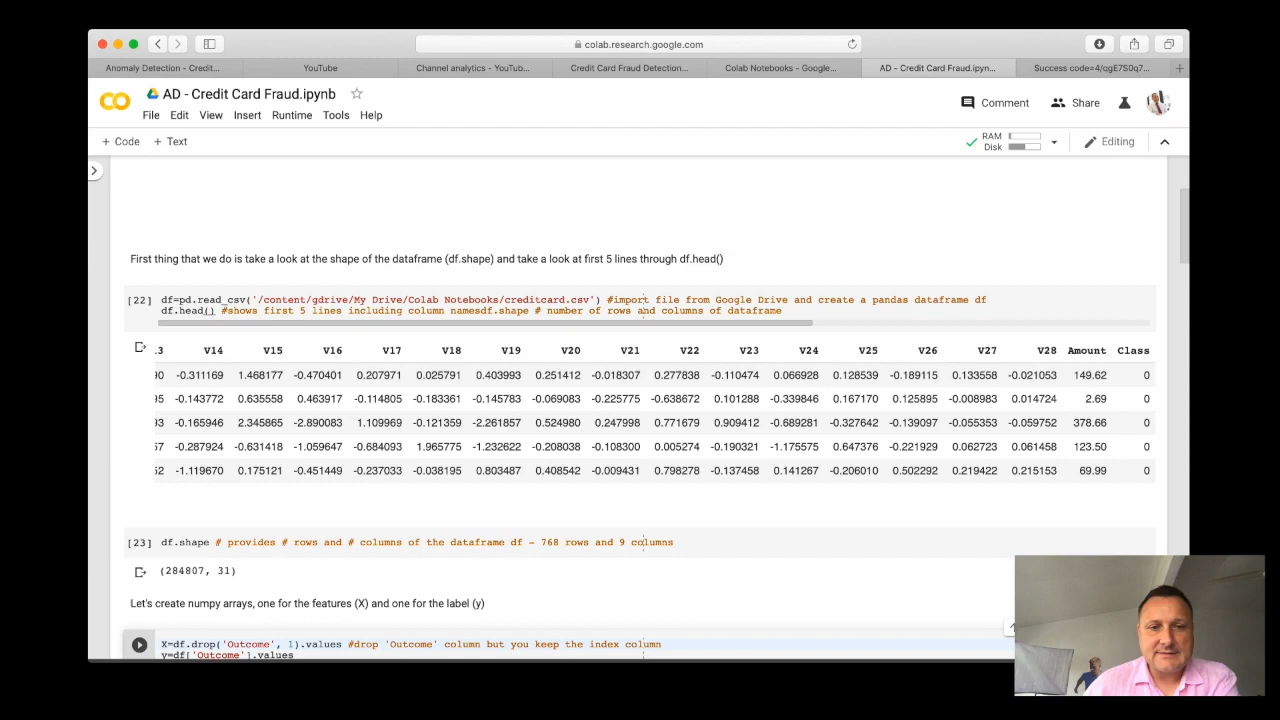 colab.research.google.com
Anomaly Detection - Credit... YouTube Channel analytics - YouTub... Credit Card Fraud Detection... Colab Notebooks - Google... AD - Credit Card Fraud.ipyn... Success code=4/qgE7S0q7...
AD - Credit Card Fraud.ipynb
Comment Share
File Edit View Insert Runtime Tools Help
+ Code + Text
RAM
Disk
Editing
First thing that we do is take a look at the shape of the dataframe (df.shape) and take a look at first 5 lines through df.head()
[22] df=pd.read_csv('/content/gdrive/My Drive/Colab Notebooks/creditcard.csv') #import file from Google Drive and create a pandas dataframe df
df.head() #shows first 5 lines including column namesdf.shape # number of rows and columns of dataframe
.3 V14 V15 V16 V17 V18 V19 V20 V21 V22 V23 V24 V25 V26 V27 V28 Amount Class
-0.311169 1.468177 -0.470401 0.207971 0.025791 0.403993 0.251412 -0.018307 0.277838 -0.110474 0.066928 0.128539 -0.189115 0.133558 -0.021053 149.62 0
-0.143772 0.635558 0.463917 -0.114805 -0.183361 -0.145783 -0.069083 -0.225775 -0.638672 0.101288 -0.339846 0.167170 0.125895 -0.008983 0.014724 2.69 0
-0.165946 2.345865 -2.890083 1.109969 -0.121359 -2.261857 0.524980 0.247998 0.771679 0.909412 -0.689281 -0.327642 -0.139097 -0.055353 -0.059752 378.66 0
-0.287924 -0.631418 -1.059647 -0.684093 1.965775 -1.232622 -0.208038 -0.108300 0.005274 -0.190321 -1.175575 0.647376 -0.221929 0.062723 0.061458 123.50 0
-1.119670 0.175121 -0.451449 -0.237033 -0.038195 0.803487 0.408542 -0.009431 0.798278 -0.137458 0.141267 -0.206010 0.502292 0.219422 0.215153 69.99 0
[23] df.shape # provides # rows and # columns of the dataframe df - 768 rows and 9 columns
(284807, 31)
Let's create numpy arrays, one for the features (X) and one for the label (y)
X=df.drop('Outcome', 1).values #drop 'Outcome' column but you keep the index column
y=df['Outcome'].values